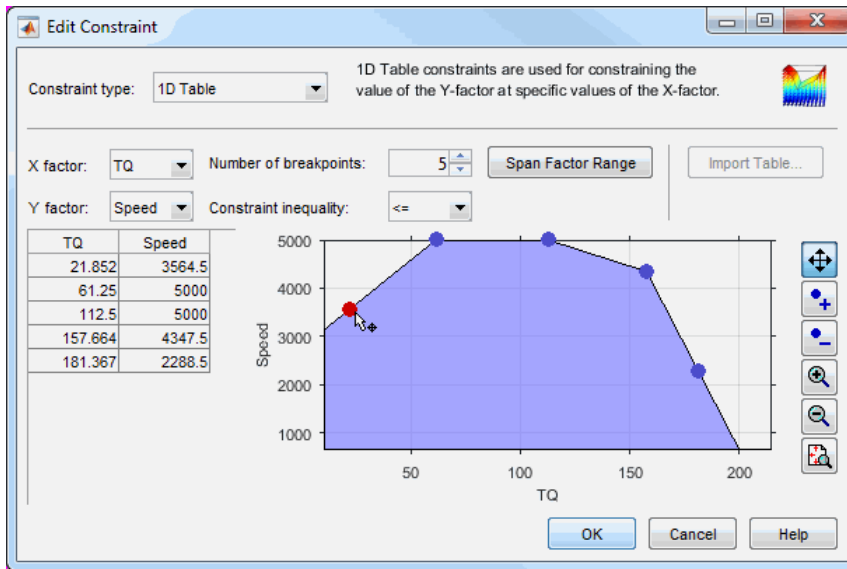 Edit Constraint
Constraint type: 1D Table
1D Table constraints are used for constraining the
value of the Y-factor at specific values of the X-factor.
X factor: TQ Number of breakpoints: 5 Span Factor Range Import Table...
Y factor: Speed Constraint inequality: <=
TQ Speed
21.852 3564.5
61.25 5000
112.5 5000
157.664 4347.5
181.367 2288.5
5000
4000
3000
2000
1000
Speed
50 100 150 200
TQ
OK Cancel Help